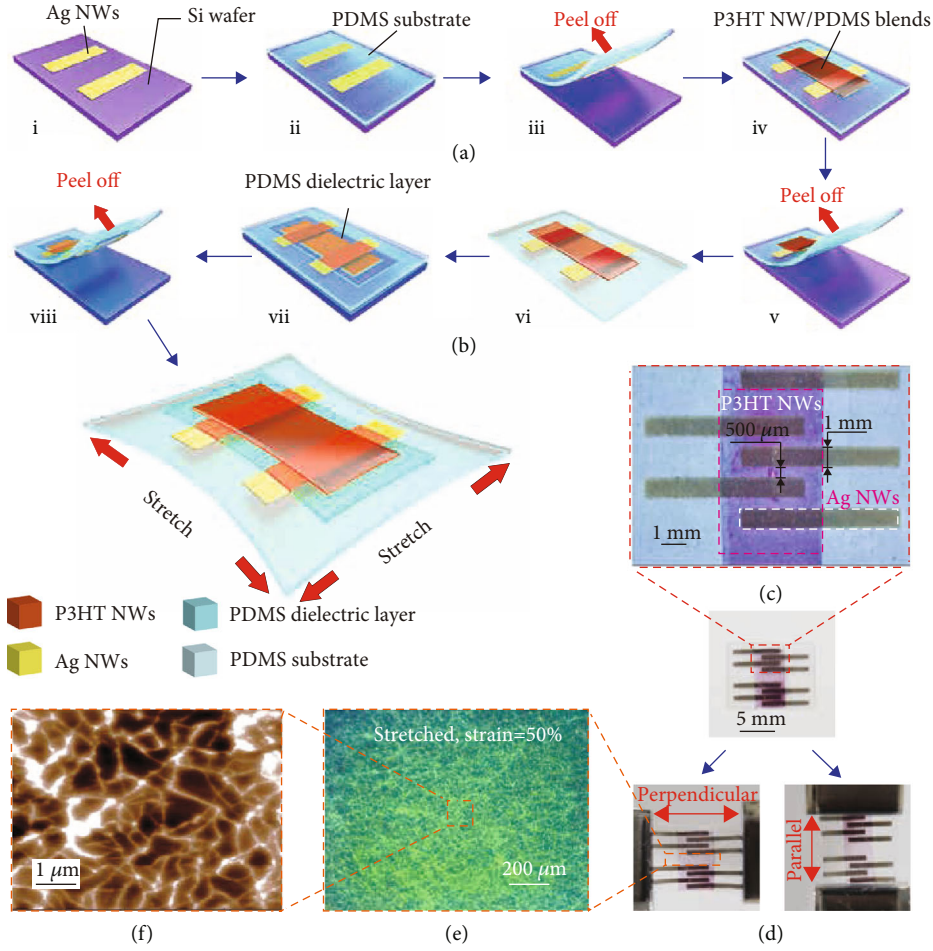 Ag NWs
Si wafer
PDMS substrate
Peel off
P3HT NW/PDMS blends
i
ii
iii
iv
(a)
Peel off
PDMS dielectric layer
Peel off
viii
vii
vi
v
(b)
Stretch
Stretch
P3HT NWs
500 μm
1 mm
Ag NWs
1 mm
(c)
P3HT NWs
PDMS dielectric layer
Ag NWs
PDMS substrate
5 mm
Stretched, strain=50%
Perpendicular
Parallel
1 μm
200 μm
(f)
(e)
(d)